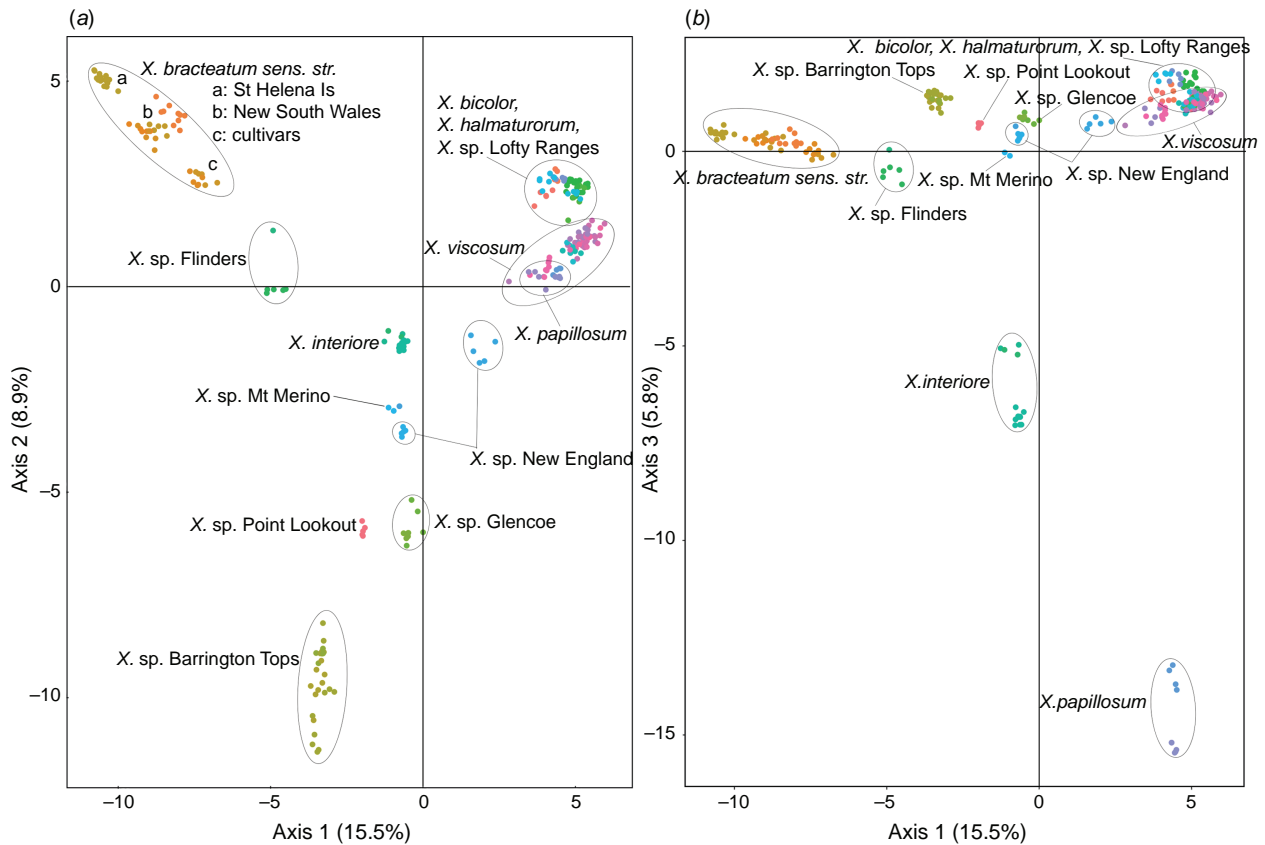 (a)
X. bracteatum sens. str.
a: St Helena Is
b: New South Wales
c: cultivars
a
b
c
X. bicolor,
X. halmaturorum,
X. sp. Lofty Ranges
X. sp. Flinders
X. viscosum
X. papillosum
X. interiore
X. sp. Mt Merino
X. sp. New England
X. sp. Point Lookout
X. sp. Glencoe
X. sp. Barrington Tops
5
0
–5
–10
Axis 2 (8.9%)
–10
–5
0
5
Axis 1 (15.5%)
(b)
X. bicolor, X. halmaturorum, X. sp. Lofty Ranges
X. sp. Barrington Tops
X. sp. Point Lookout
X. sp. Glencoe
X.viscosum
X. bracteatum sens. str.
X. sp. Mt Merino
X. sp. New England
X. sp. Flinders
X.interiore
X.papillosum
0
–5
–10
–15
Axis 3 (5.8%)
–10
–5
0
5
Axis 1 (15.5%)